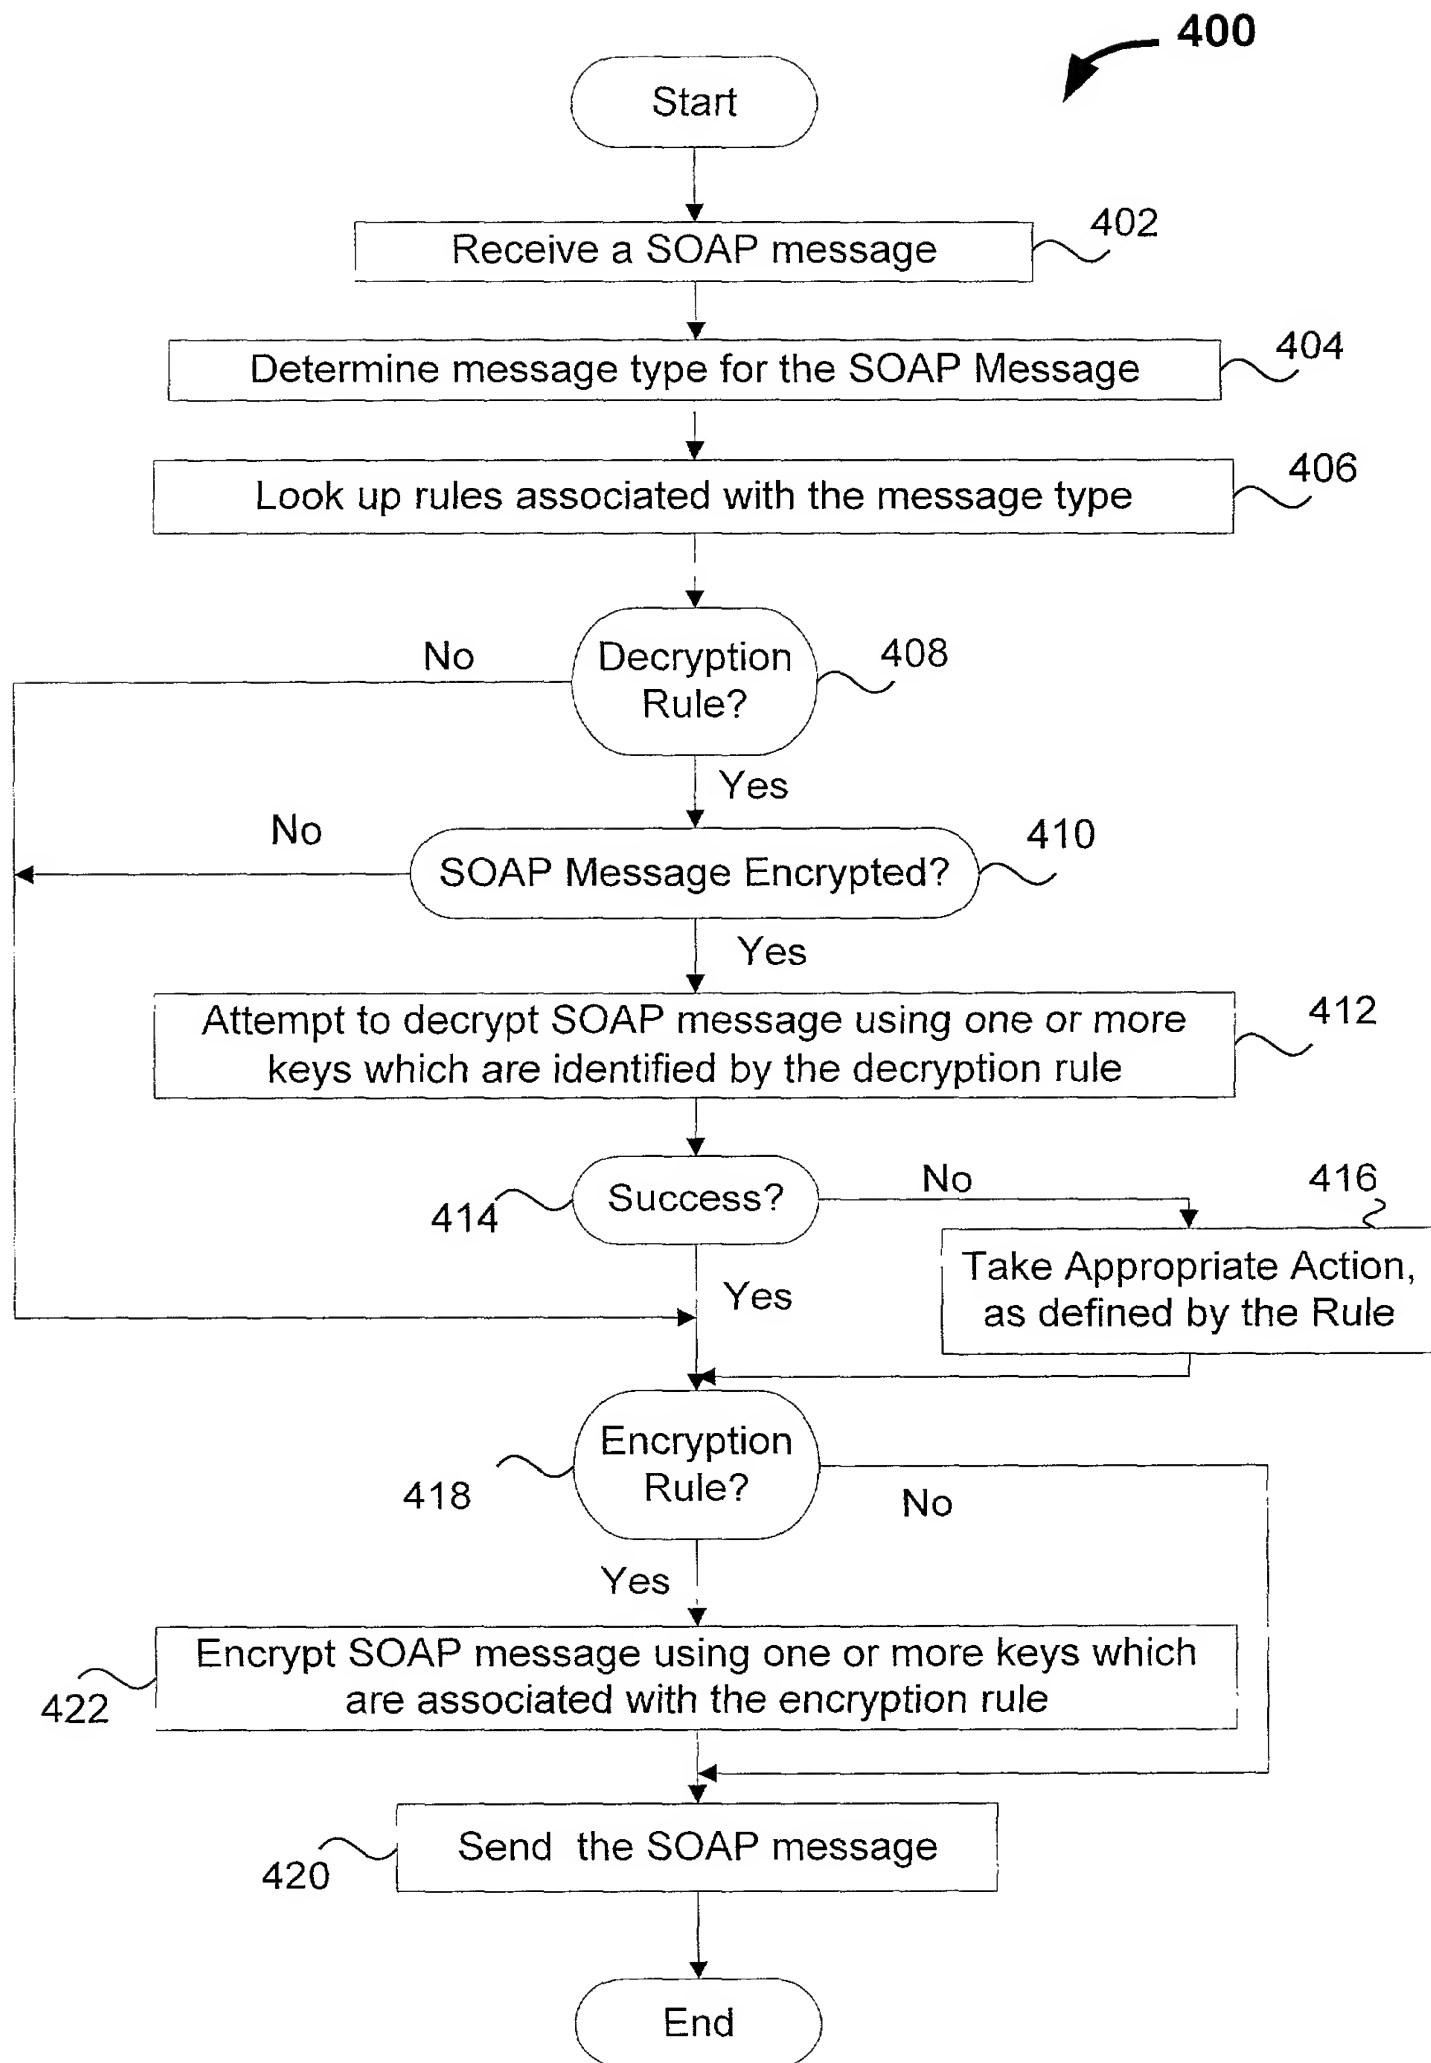 400
Start
Receive a SOAP message
402
Determine message type for the SOAP Message
404
Look up rules associated with the message type
406
Decryption
Rule?
408
No
Yes
SOAP Message Encrypted?
410
No
Yes
Attempt to decrypt SOAP message using one or more
keys which are identified by the decryption rule
412
Success?
414
No
Yes
416
Take Appropriate Action,
as defined by the Rule
Encryption
Rule?
418
No
Yes
Encrypt SOAP message using one or more keys which
are associated with the encryption rule
422
Send the SOAP message
420
End